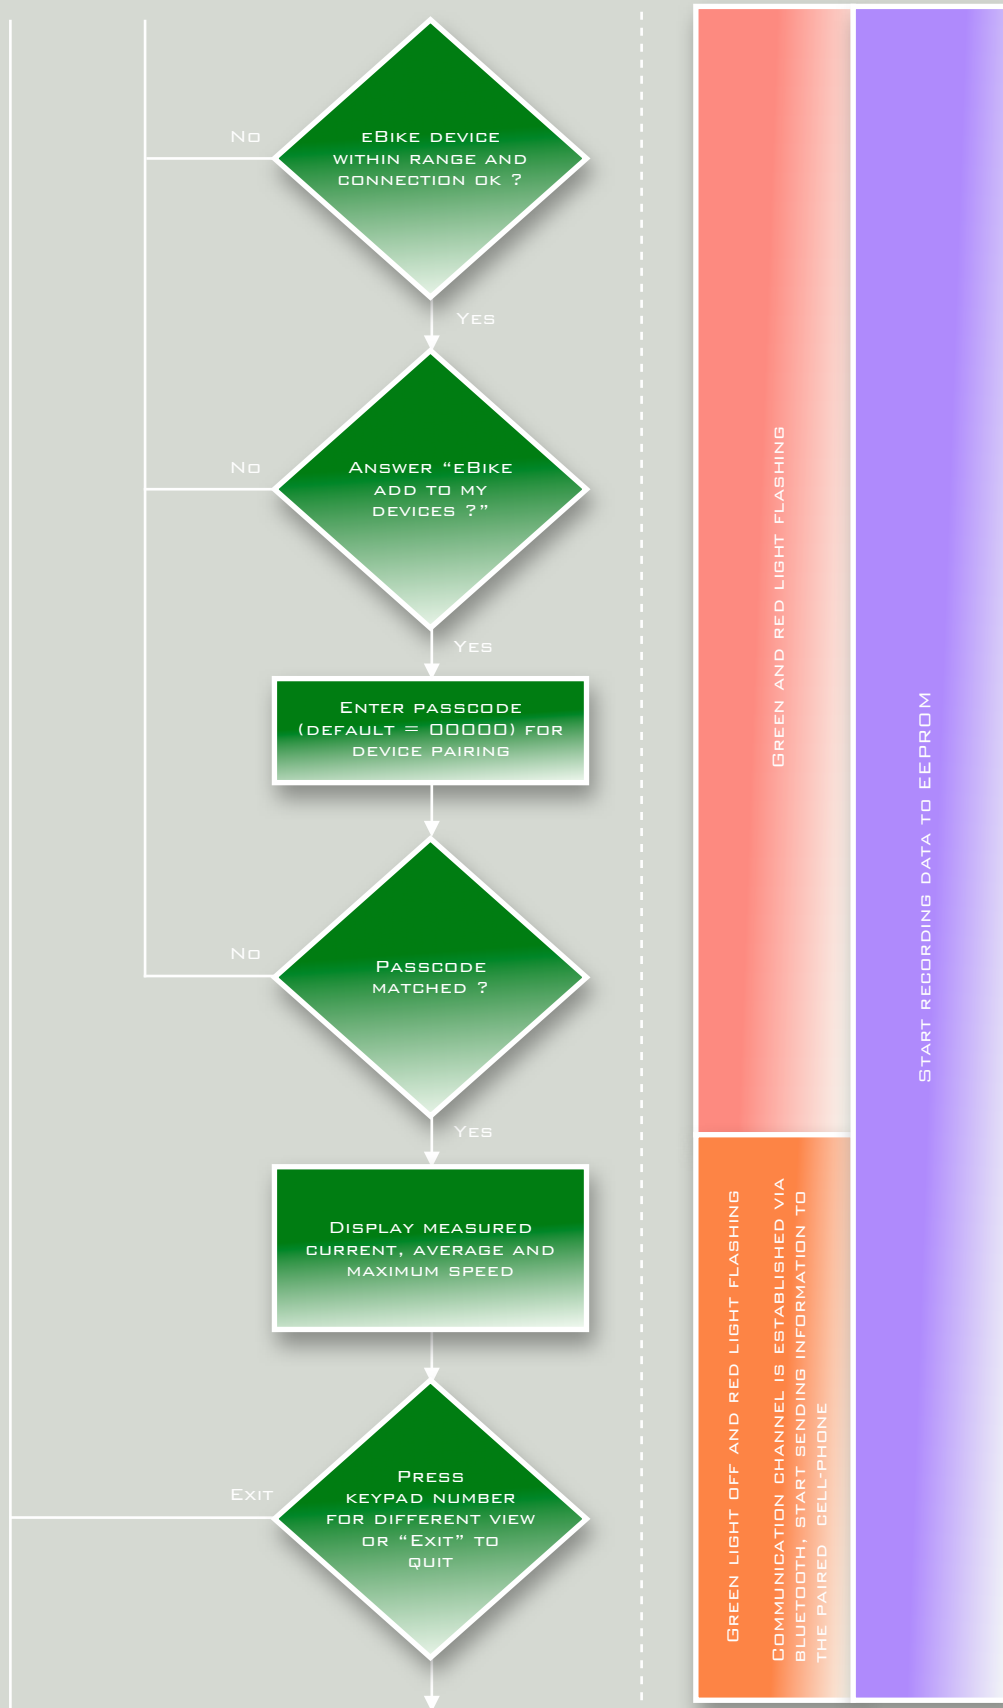 No
eBike device
within range and
connection ok ?
Yes
No
Answer “eBike
add to my
devices ?”
Yes
Enter passcode
(default = 00000) for
device pairing
No
Passcode
matched ?
Yes
Display measured
current, average and
maximum speed
Exit
Press
keypad number
for different view
or “Exit” to
quit
Green and red light flashing
Green light off and red light flashing
Communication channel is established via
bluetooth, start sending information to
the paired cell-phone
Start recording data to EEPROM